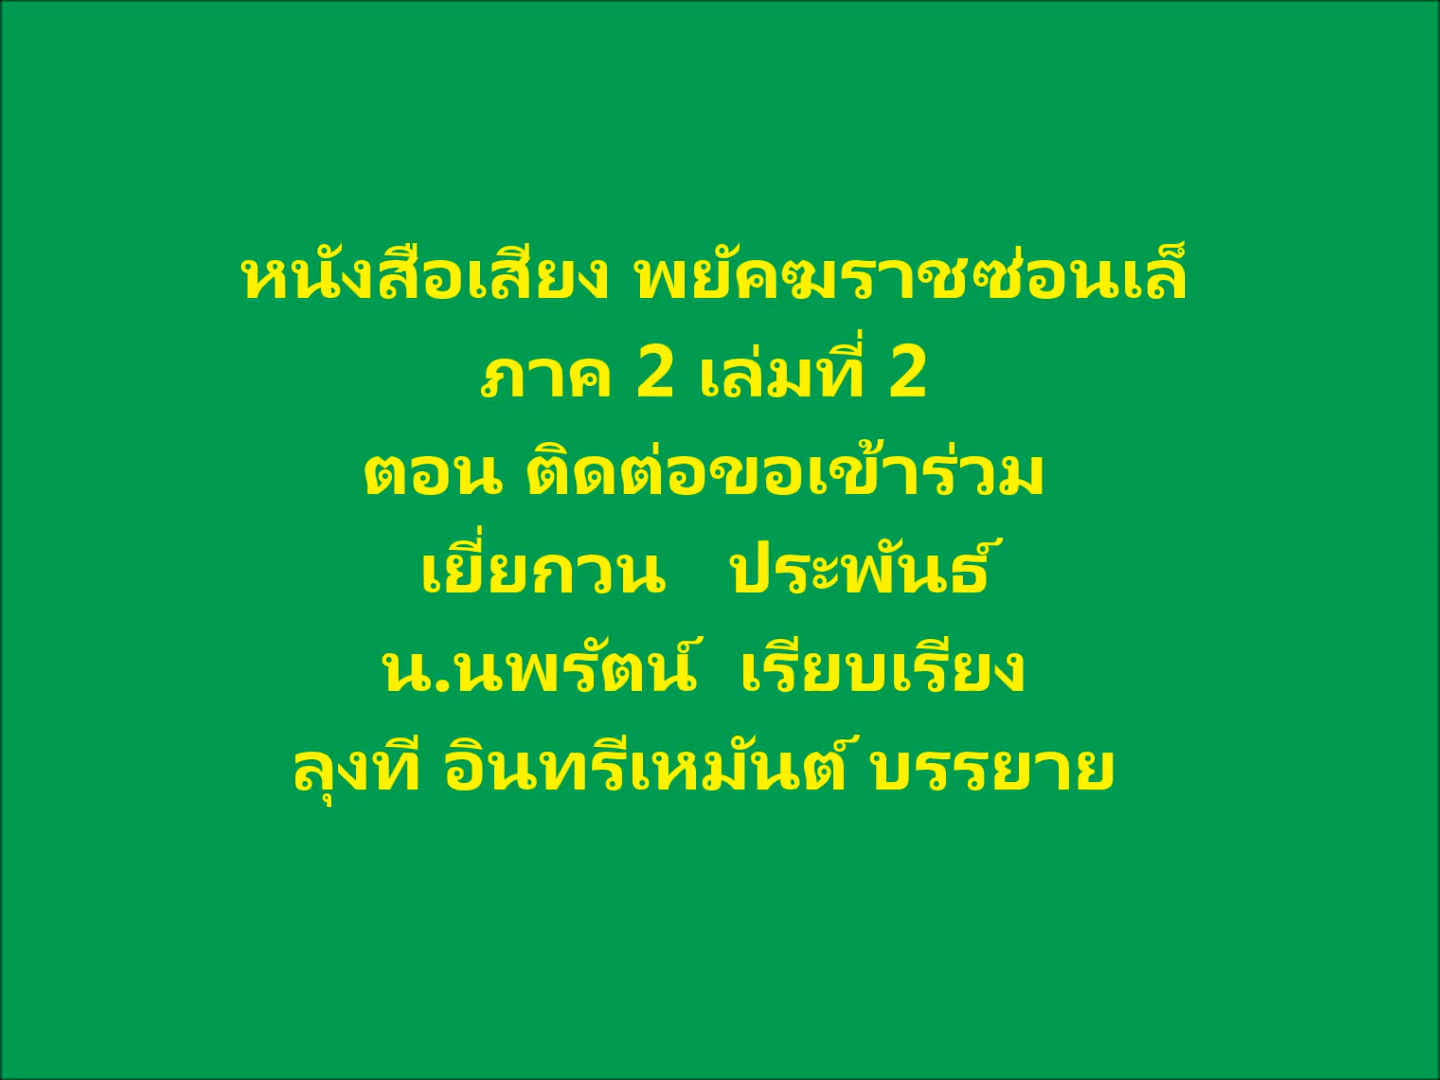 หนังสือเสียง พยัคฆราชซ่อนเล็
ภาค 2 เล่มที่ 2
ตอน ติดต่อขอเข้าร่วม
เยี่ยกวน ประพันธ์
น.นพรัตน์ เรียบเรียง
ลุงที อินทรีเหมันต์ บรรยาย